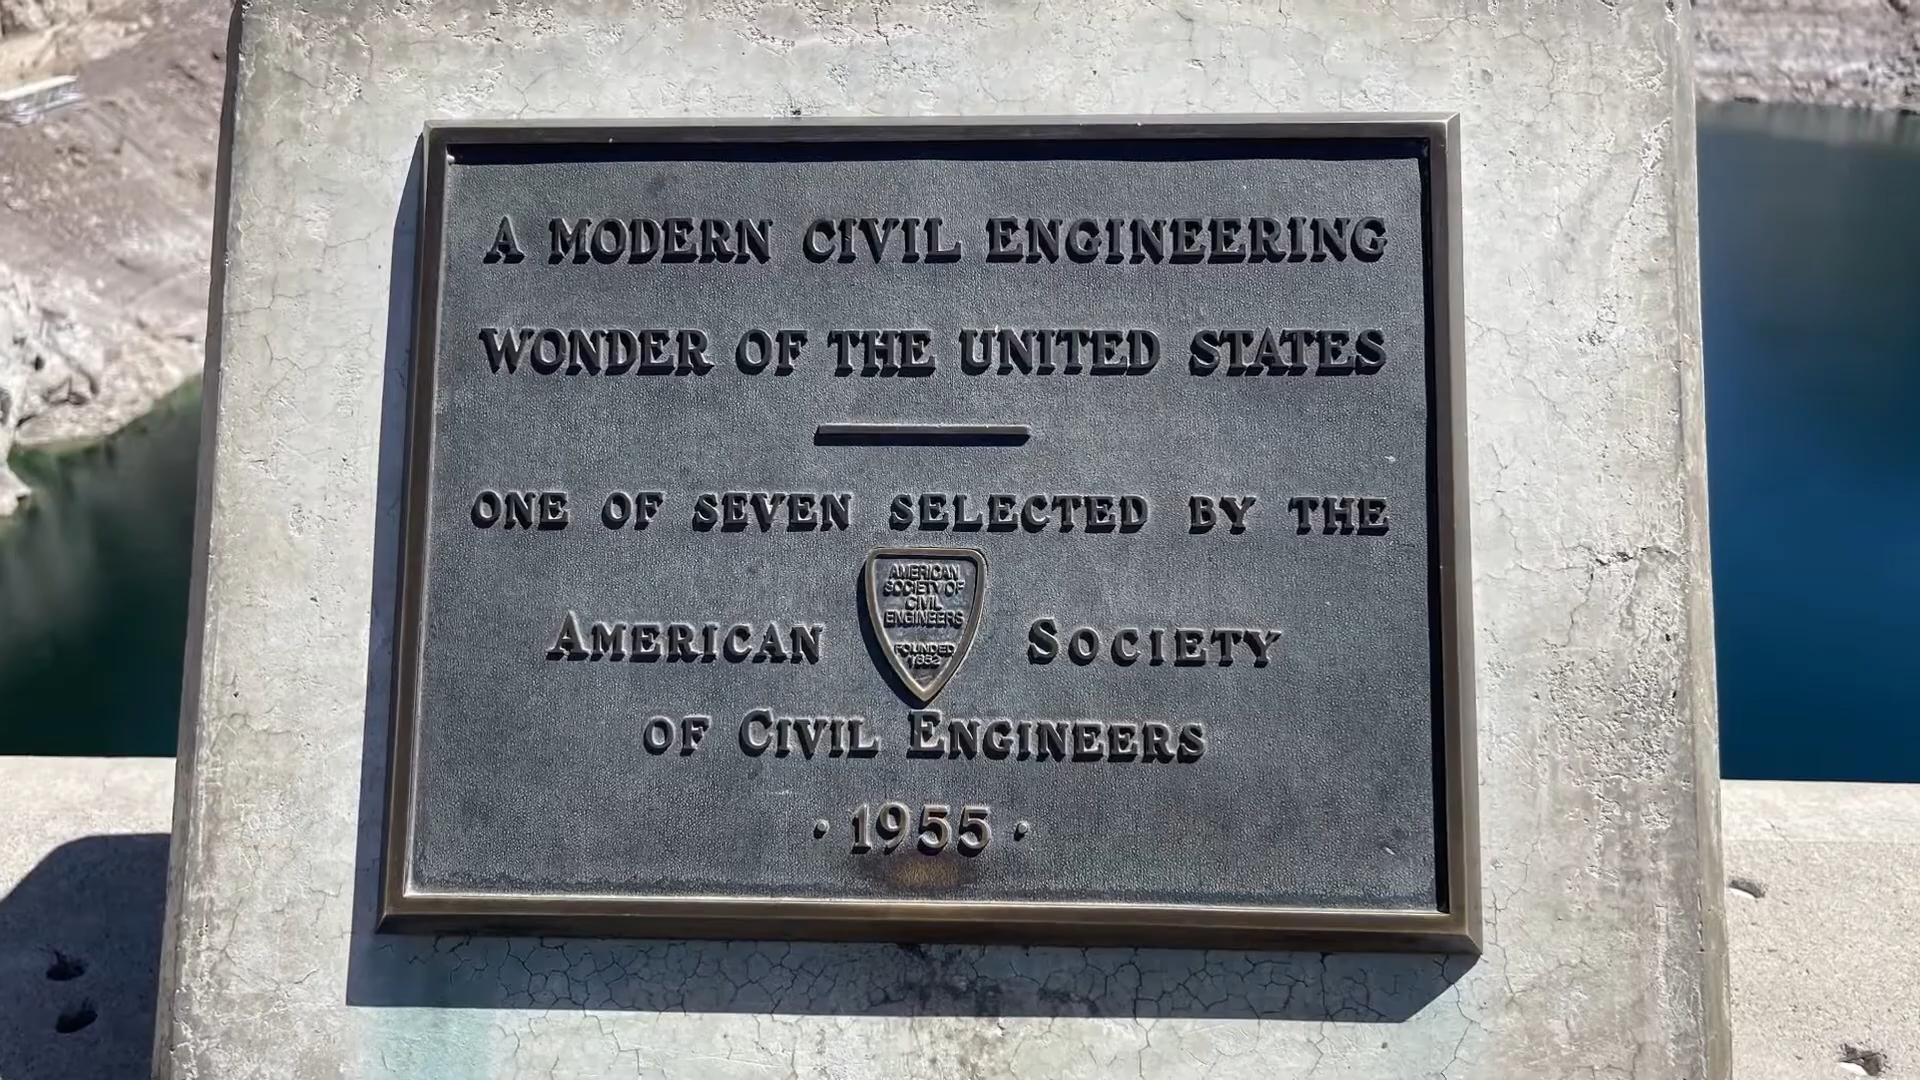 A MODERN CIVIL ENGINEERING
WONDER OF THE UNITED STATES
ONE OF SEVEN SELECTED BY THE
AMERICAN
SOCIETY OF
CIVIL
ENGINEERS
FOUNDED
1852
AMERICAN SOCIETY
OF CIVIL ENGINEERS
· 1955 ·